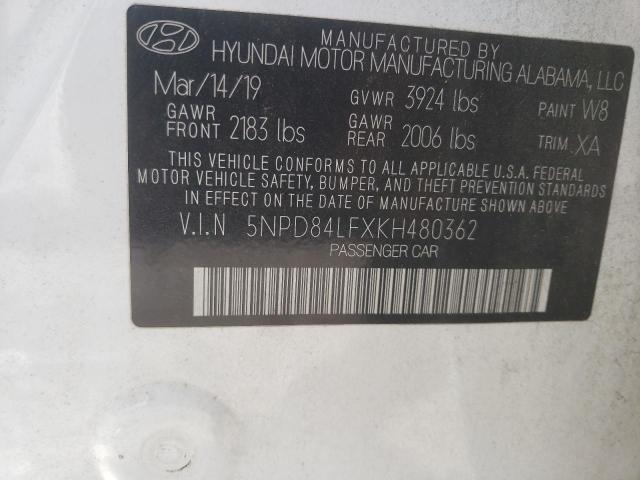 MANUFACTURED BY
HYUNDAI MOTOR MANUFACTURING ALABAMA, LLC
Mar/14/19 GVWR 3924 lbs PAINT W8
GAWR FRONT 2183 lbs GAWR REAR 2006 lbs TRIM XA
THIS VEHICLE CONFORMS TO ALL APPLICABLE U.S.A. FEDERAL
MOTOR VEHICLE SAFETY, BUMPER, AND THEFT PREVENTION STANDARDS
IN EFFECT ON THE DATE OF MANUFACTURE SHOWN ABOVE.
V.I.N 5NPD84LFXKH480362
PASSENGER CAR